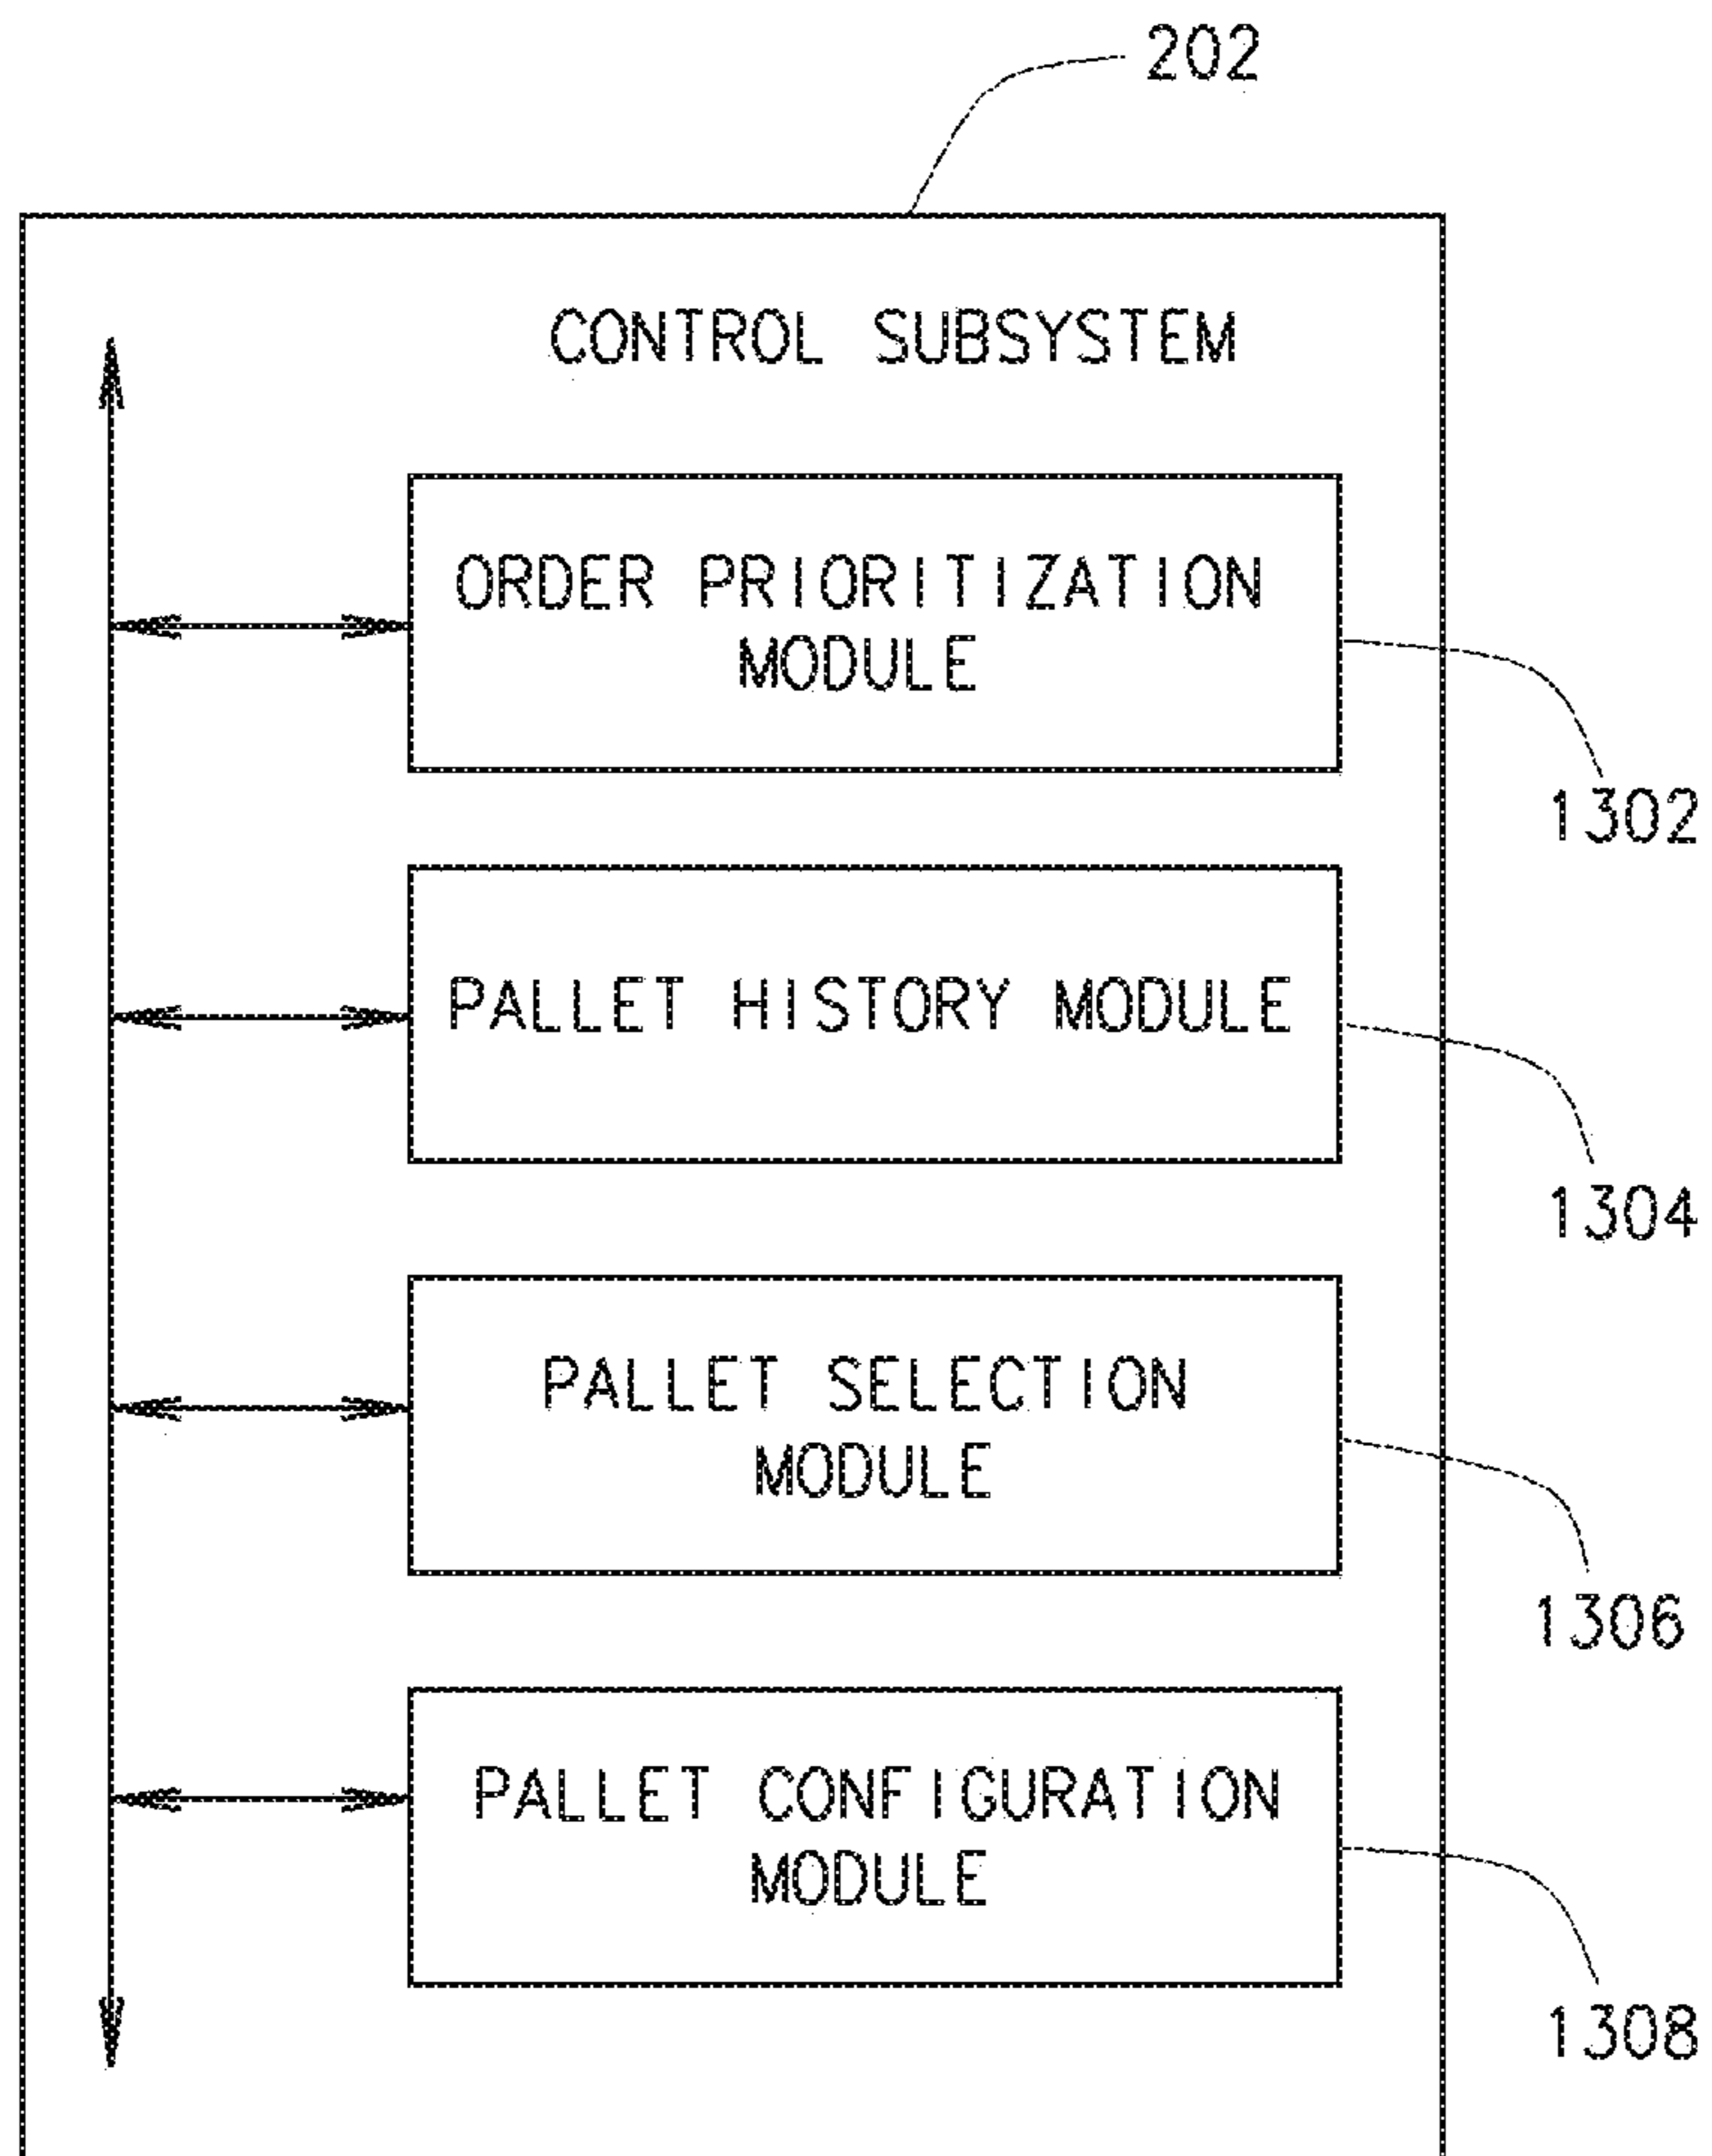 202
CONTROL SUBSYSTEM
ORDER PRIORITIZATION
MODULE
1302
PALLET HISTORY MODULE
1304
PALLET SELECTION
MODULE
1306
PALLET CONFIGURATION
MODULE
1308